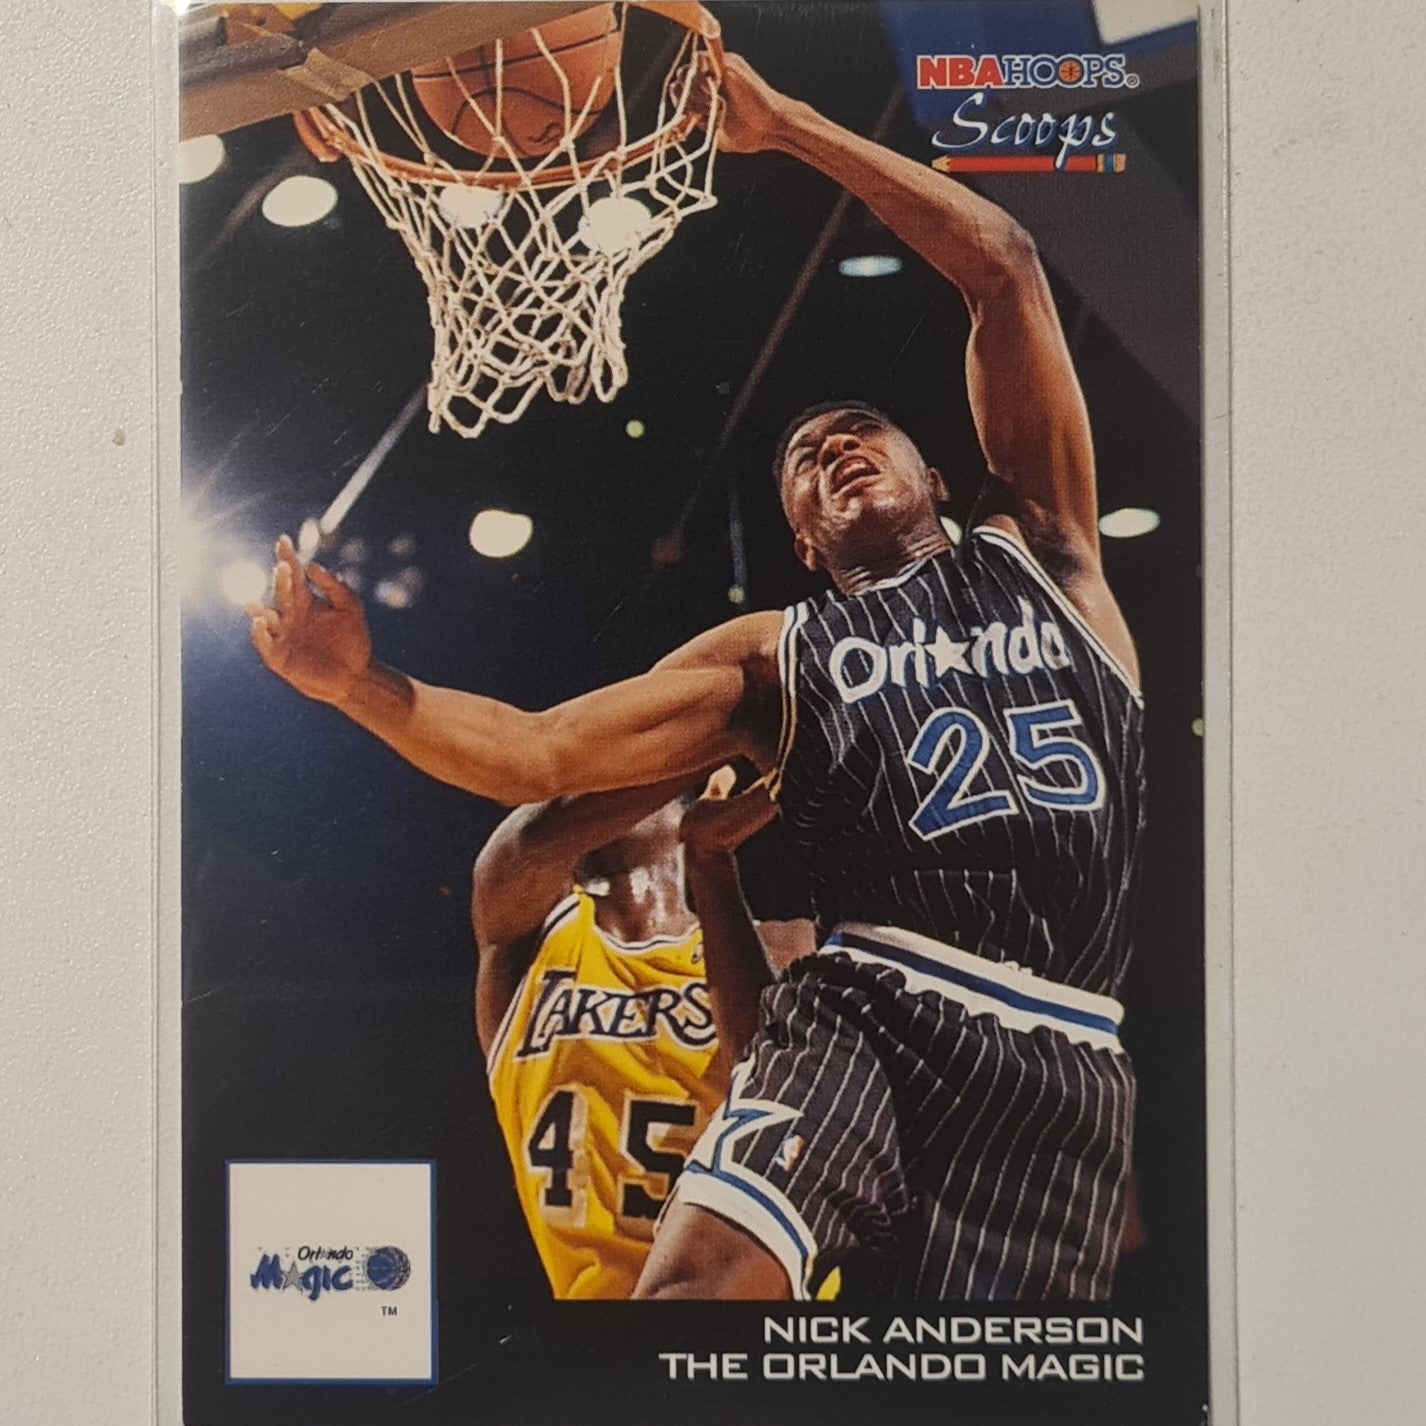 NBA HOOPS®
Scoops
Orlando
25
LAKERS
45
Orlando
Magic
TM
NICK ANDERSON
THE ORLANDO MAGIC